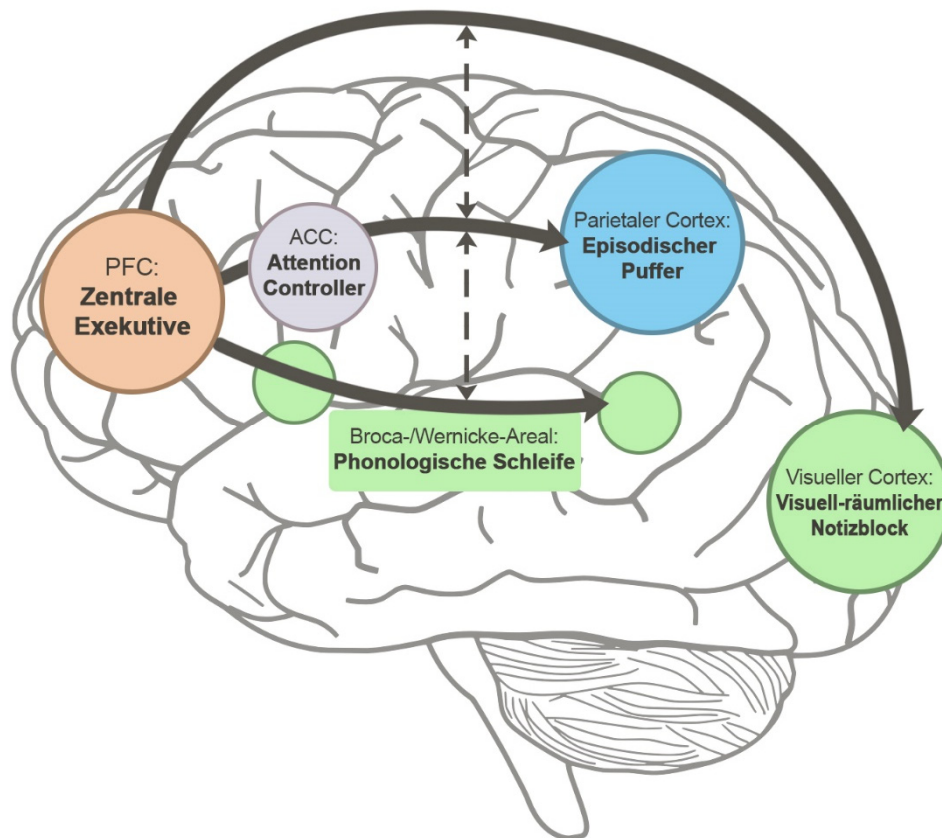 PFC:
Zentrale
Exekutive
ACC:
Attention
Controller
Parietaler Cortex:
Episodischer
Puffer
Broca-/Wernicke-Areal:
Phonologische Schleife
Visueller Cortex:
Visuell-räumlicher
Notizblock